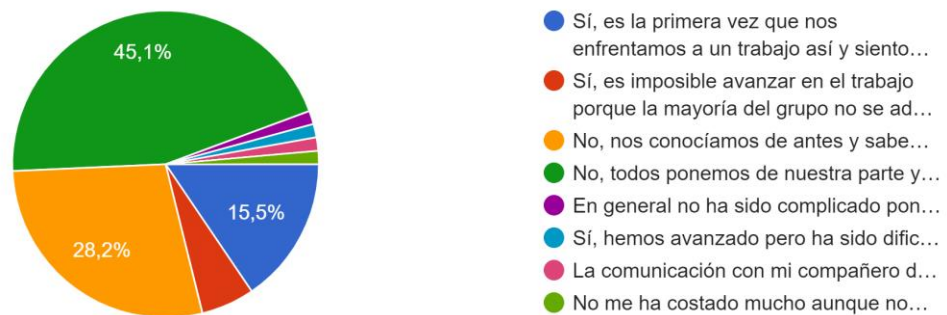 45,1%
28,2%
15,5%
Sí, es la primera vez que nos
enfrentamos a un trabajo así y siento…
Sí, es imposible avanzar en el trabajo
porque la mayoría del grupo no se ad…
No, nos conocíamos de antes y sabe…
No, todos ponemos de nuestra parte y…
En general no ha sido complicado pon…
Sí, hemos avanzado pero ha sido difíc…
La comunicación con mi compañero d…
No me ha costado mucho aunque no…